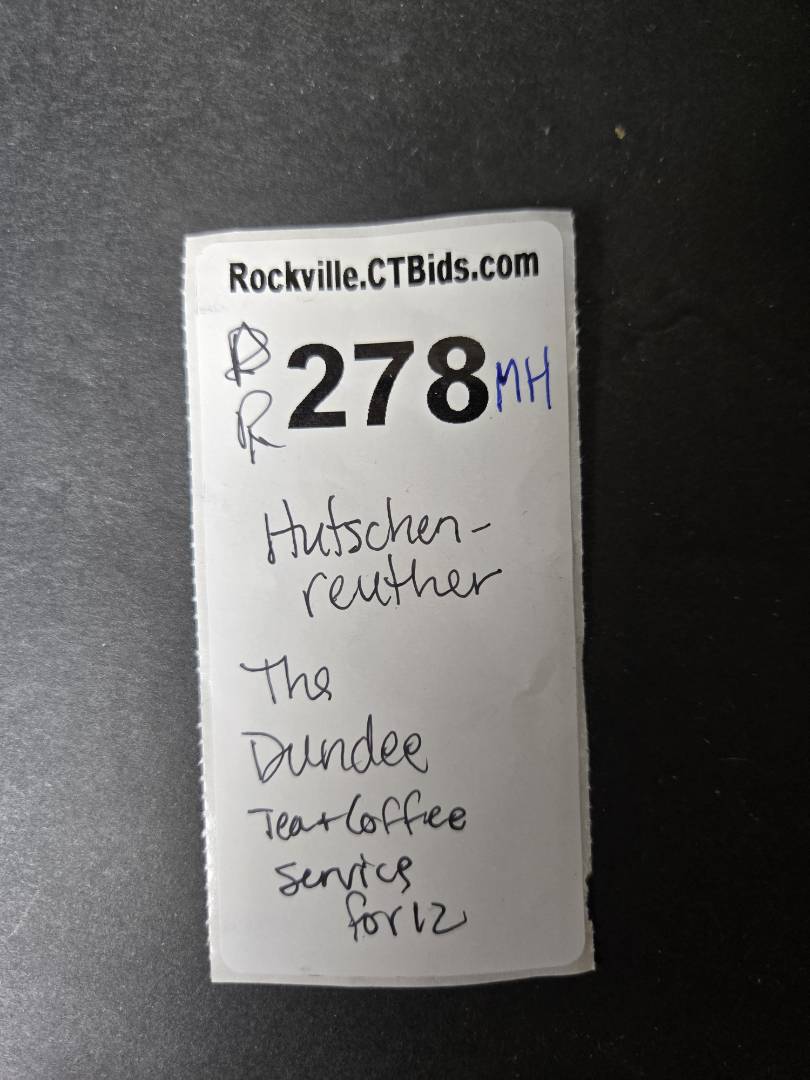 Rockville.CTBids.com
278 MH
R
Hutschen-
reuther
The
Dundee
Tea + Coffee
Service
for 12